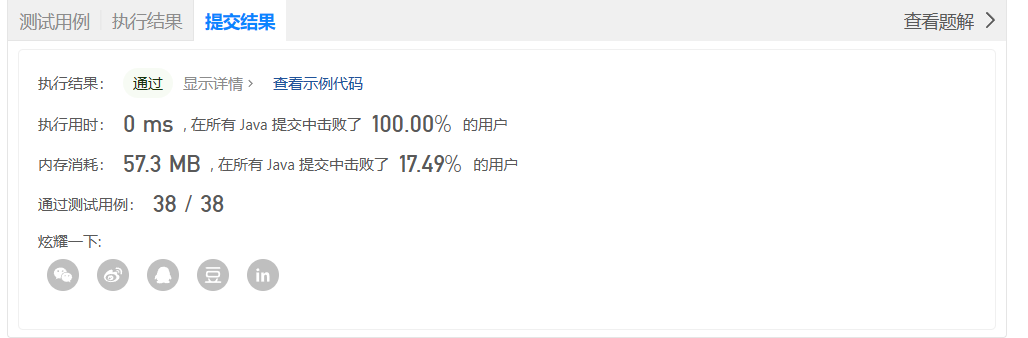 测试用例 执行结果 提交结果 查看题解
执行结果： 通过 显示详情 > 查看示例代码
执行用时： 0 ms , 在所有 Java 提交中击败了 100.00% 的用户
内存消耗： 57.3 MB , 在所有 Java 提交中击败了 17.49% 的用户
通过测试用例： 38 / 38
炫耀一下:
豆 in